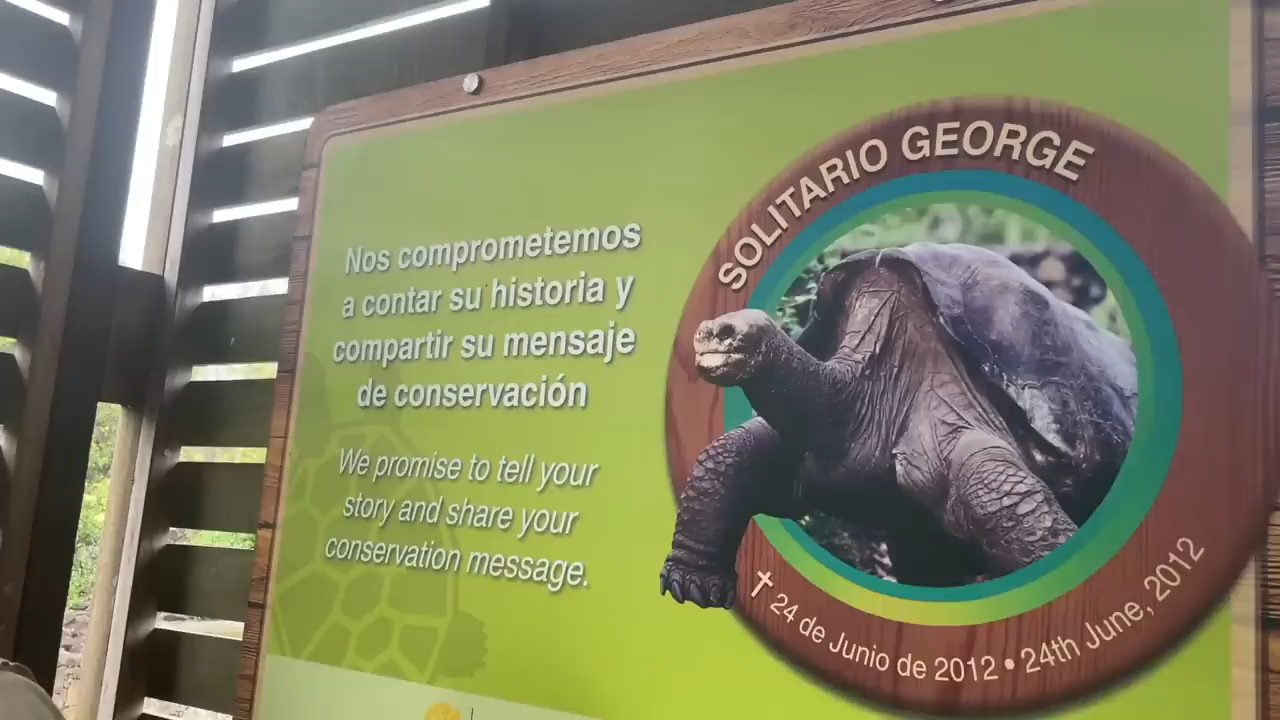 Nos comprometemos
a contar su historia y
compartir su mensaje
de conservación
We promise to tell your
story and share your
conservation message.
SOLITARIO GEORGE
† 24 de Junio de 2012 • 24th June, 2012